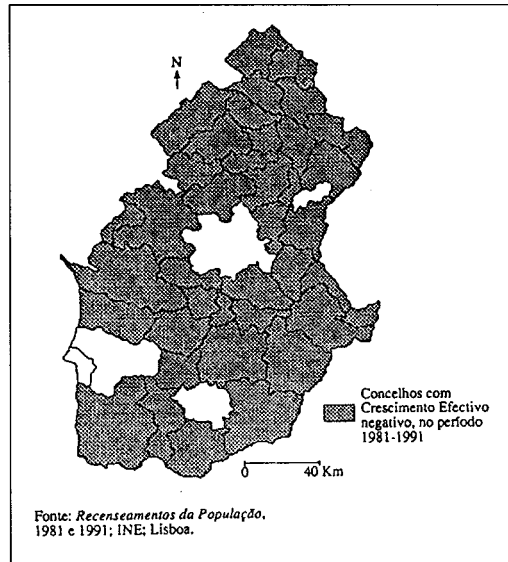 N
Concelhos com
Crescimento Efectivo
negativo, no período
1981-1991
0 40 Km
Fonte: Recenseamentos da População,
1981 e 1991; INE; Lisboa.